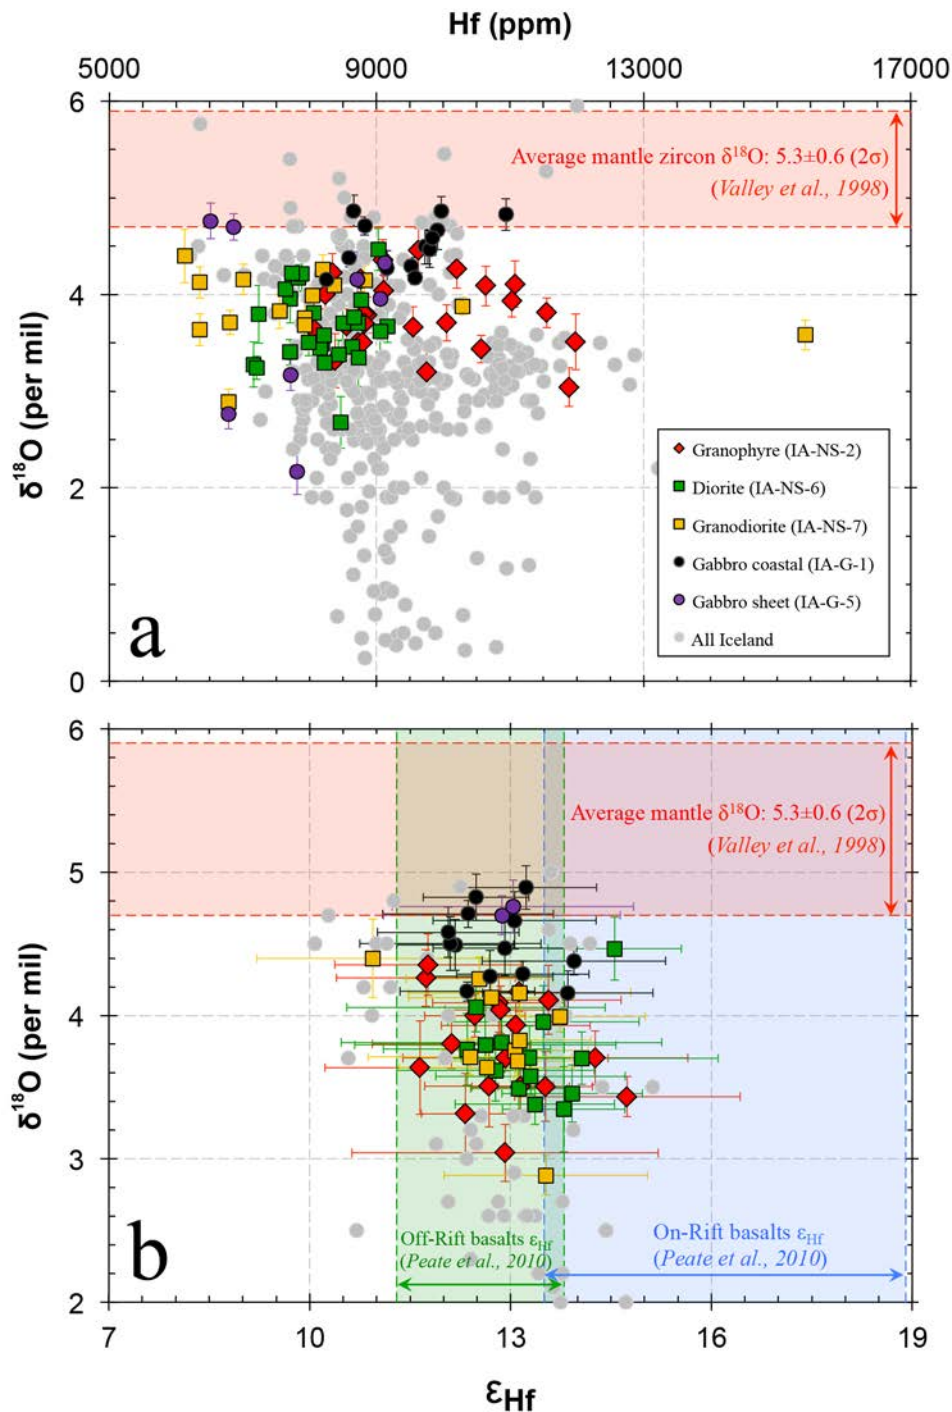 Hf (ppm)
5000 9000 13000 17000
6
Average mantle zircon δ18O: 5.3±0.6 (2σ)
(Valley et al., 1998)
4
δ18O (per mil)
Granophyre (IA-NS-2)
Diorite (IA-NS-6)
2
Granodiorite (IA-NS-7)
Gabbro coastal (IA-G-1)
Gabbro sheet (IA-G-5)
a
All Iceland
0
6
Average mantle δ18O: 5.3±0.6 (2σ)
(Valley et al., 1998)
5
4
δ18O (per mil)
3
b
Off-Rift basalts εHf
(Peate et al., 2010)
On-Rift basalts εHf
(Peate et al., 2010)
2
7 10 13 16 19
εHf